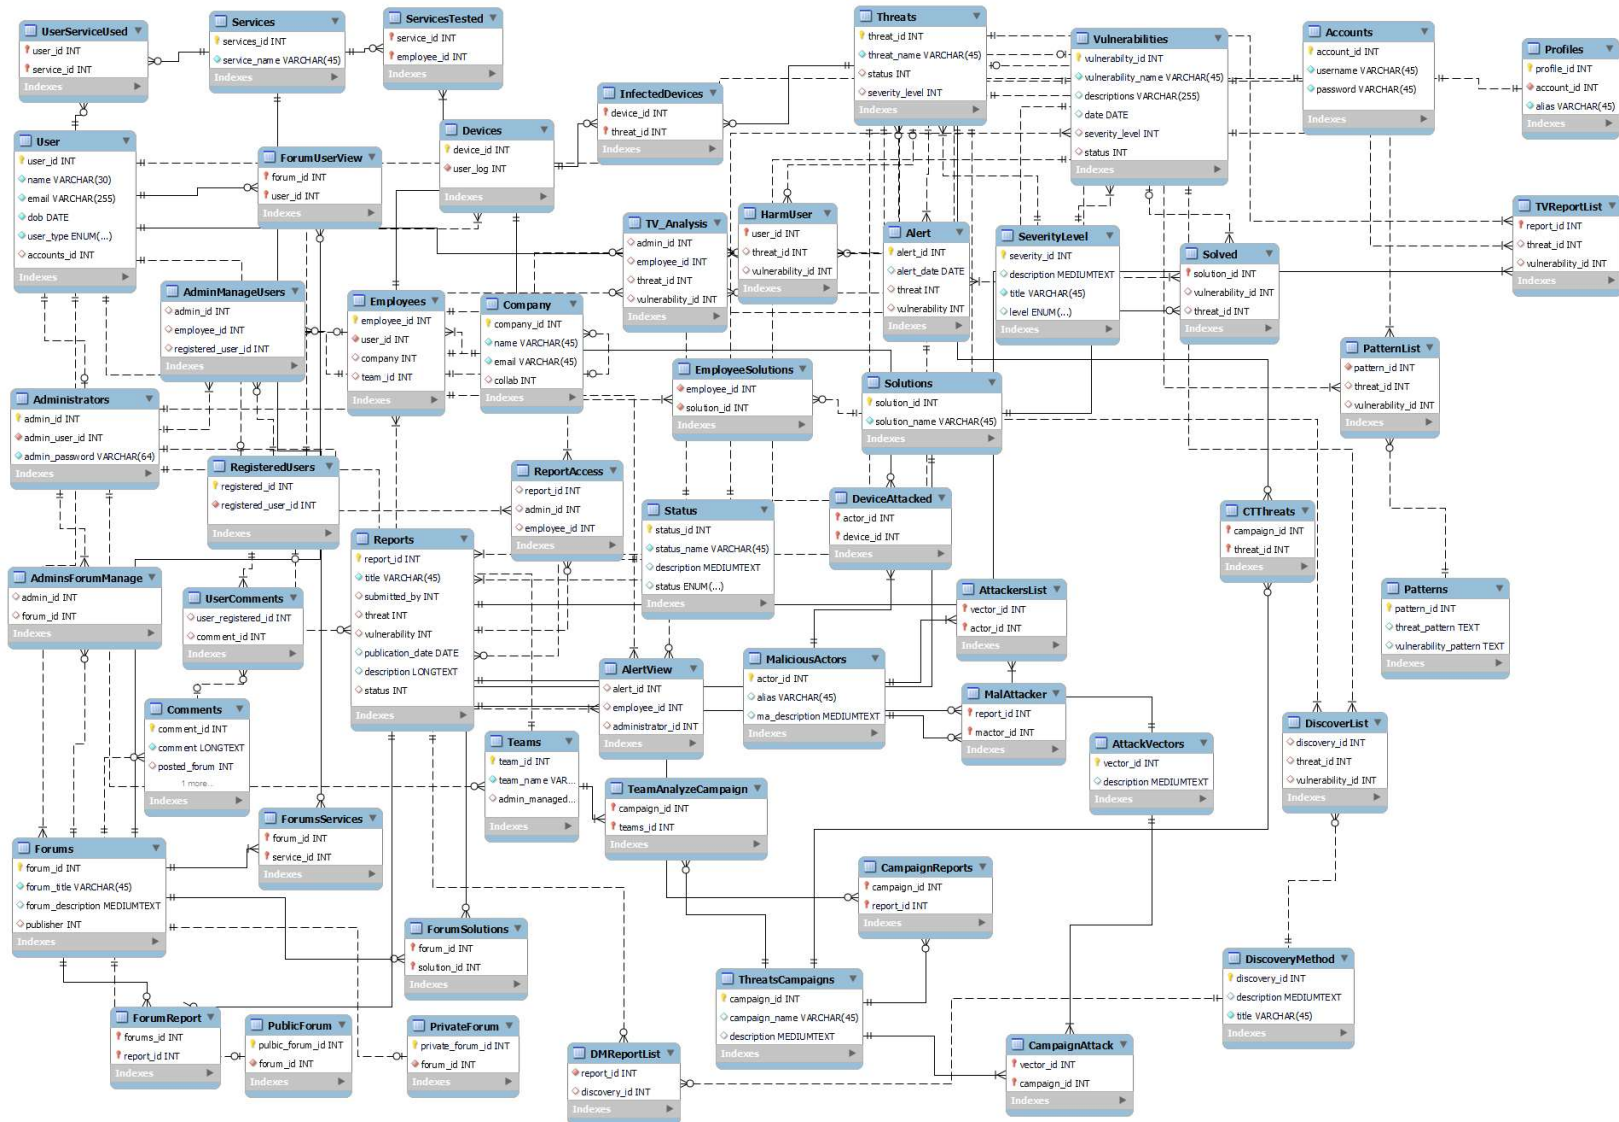 UserServiceUsed
user_id INT
service_id INT
Indexes
Services
services_id INT
service_name VARCHAR(45)
Indexes
ServicesTested
service_id INT
employee_id INT
Indexes
Threats
threat_id INT
threat_name VARCHAR(45)
status INT
severity_level INT
Indexes
Vulnerabilities
vulnerability_id INT
vulnerability_name VARCHAR(45)
descriptions VARCHAR(255)
date DATE
severity_level INT
status INT
Indexes
Accounts
account_id INT
username VARCHAR(45)
password VARCHAR(45)
Indexes
Profiles
profile_id INT
account_id INT
alias VARCHAR(45)
Indexes
InfectedDevices
device_id INT
threat_id INT
Indexes
Devices
device_id INT
user_log INT
Indexes
User
user_id INT
name VARCHAR(30)
email VARCHAR(255)
dob DATE
user_type ENUM(...)
accounts_id INT
Indexes
ForumUserView
forum_id INT
user_id INT
Indexes
TV_Analysis
admin_id INT
employee_id INT
threat_id INT
vulnerability_id INT
Indexes
HarmUser
user_id INT
threat_id INT
vulnerability_id INT
Indexes
Alert
alert_id INT
alert_date DATE
threat INT
vulnerability INT
Indexes
SeverityLevel
severity_id INT
description MEDIUMTEXT
title VARCHAR(45)
level ENUM(...)
Indexes
Solved
solution_id INT
vulnerability_id INT
threat_id INT
Indexes
TVReportList
report_id INT
threat_id INT
vulnerability_id INT
Indexes
AdminManageUsers
admin_id INT
employee_id INT
registered_user_id INT
Indexes
Employees
employee_id INT
user_id INT
company INT
team_id INT
Indexes
Company
company_id INT
name VARCHAR(45)
email VARCHAR(45)
collab INT
Indexes
EmployeeSolutions
employee_id INT
solution_id INT
Indexes
Solutions
solution_id INT
solution_name VARCHAR(45)
Indexes
PatternList
pattern_id INT
threat_id INT
vulnerability_id INT
Indexes
Administrators
admin_id INT
admin_user_id INT
admin_password VARCHAR(64)
Indexes
RegisteredUsers
registered_id INT
registered_user_id INT
Indexes
ReportAccess
report_id INT
admin_id INT
employee_id INT
Indexes
Status
status_id INT
status_name VARCHAR(45)
description MEDIUMTEXT
status ENUM(...)
Indexes
DeviceAttacked
actor_id INT
device_id INT
Indexes
CTThreats
campaign_id INT
threat_id INT
Indexes
Reports
report_id INT
title VARCHAR(45)
submitted_by INT
threat INT
vulnerability INT
publication_date DATE
description LONGTEXT
status INT
Indexes
AdminsForumManage
admin_id INT
forum_id INT
Indexes
UserComments
user_registered_id INT
comment_id INT
Indexes
AttackersList
vector_id INT
actor_id INT
Indexes
Patterns
pattern_id INT
threat_pattern TEXT
vulnerability_pattern TEXT
Indexes
AlertView
alert_id INT
employee_id INT
administrator_id INT
Indexes
MaliciousActors
actor_id INT
alias VARCHAR(45)
ma_description MEDIUMTEXT
Indexes
MalAttacker
report_id INT
mactor_id INT
Indexes
Comments
comment_id INT
comment LONGTEXT
posted_forum INT
1 more...
Indexes
Teams
team_id INT
team_name VAR...
admin_managed...
Indexes
AttackVectors
vector_id INT
description MEDIUMTEXT
Indexes
DiscoverList
discovery_id INT
threat_id INT
vulnerability_id INT
Indexes
TeamAnalyzeCampaign
campaign_id INT
teams_id INT
Indexes
ForumsServices
forum_id INT
service_id INT
Indexes
Forums
forum_id INT
forum_title VARCHAR(45)
forum_description MEDIUMTEXT
publisher INT
Indexes
CampaignReports
campaign_id INT
report_id INT
Indexes
ForumSolutions
forum_id INT
solution_id INT
Indexes
ThreatsCampaigns
campaign_id INT
campaign_name VARCHAR(45)
description MEDIUMTEXT
Indexes
DiscoveryMethod
discovery_id INT
description MEDIUMTEXT
title VARCHAR(45)
Indexes
ForumReport
forums_id INT
report_id INT
Indexes
PublicForum
pulbic_forum_id INT
forum_id INT
Indexes
PrivateForum
private_forum_id INT
forum_id INT
Indexes
DMReportList
report_id INT
discovery_id INT
Indexes
CampaignAttack
vector_id INT
campaign_id INT
Indexes